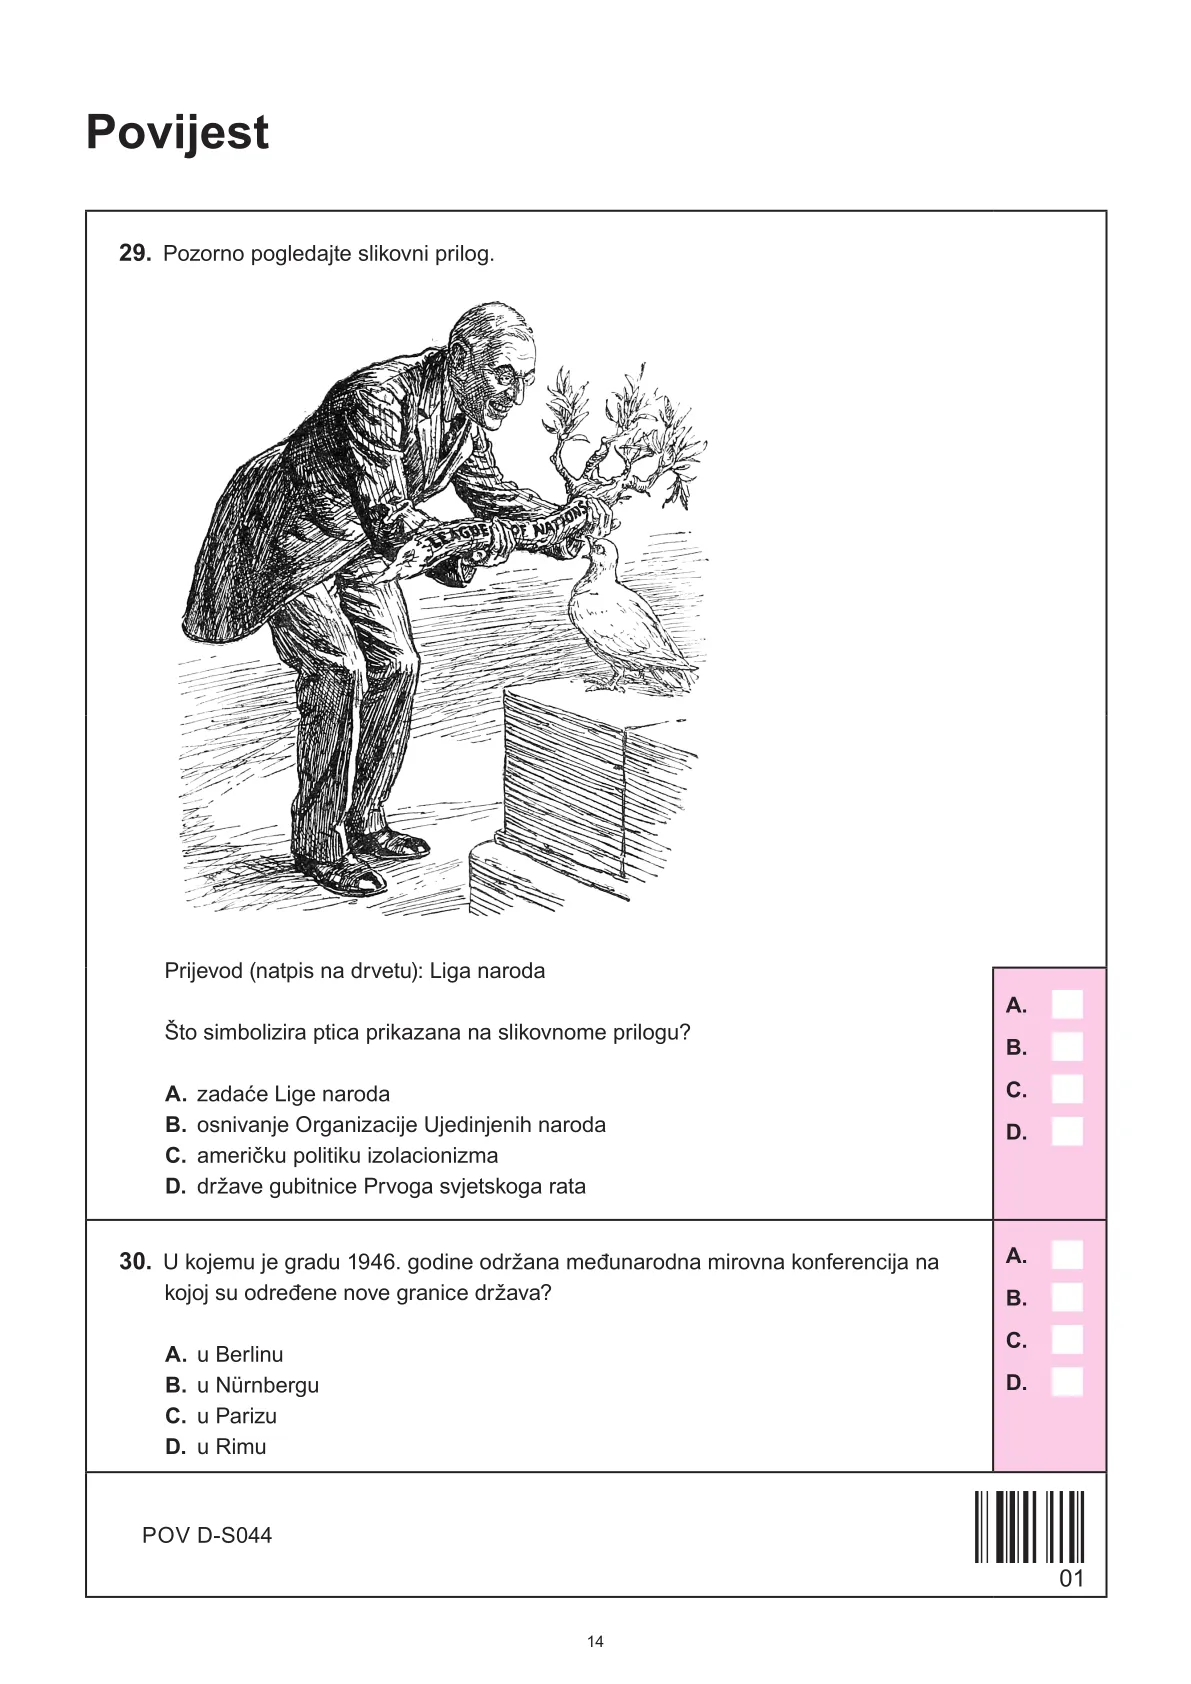 Povijest
29. Pozorno pogledajte slikovni prilog.
LEAGUE OF NATIONS
Prijevod (natpis na drvetu): Liga naroda
Što simbolizira ptica prikazana na slikovnome prilogu?
A. zadaće Lige naroda
B. osnivanje Organizacije Ujedinjenih naroda
C. američku politiku izolacionizma
D. države gubitnice Prvoga svjetskoga rata
A.
B.
C.
D.
30. U kojemu je gradu 1946. godine održana međunarodna mirovna konferencija na
kojoj su određene nove granice država?
A. u Berlinu
B. u Nürnbergu
C. u Parizu
D. u Rimu
A.
B.
C.
D.
POV D-S044
01
14